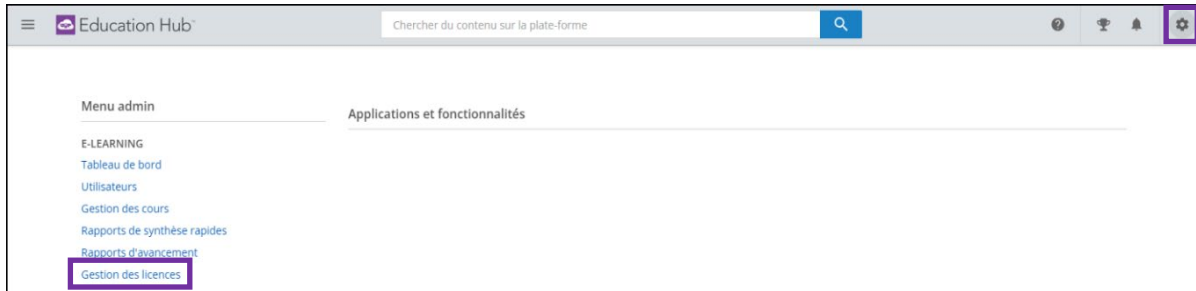 Education Hub™
Chercher du contenu sur la plate-forme
Menu admin
Applications et fonctionnalités
E-LEARNING
Tableau de bord
Utilisateurs
Gestion des cours
Rapports de synthèse rapides
Rapports d'avancement
Gestion des licences